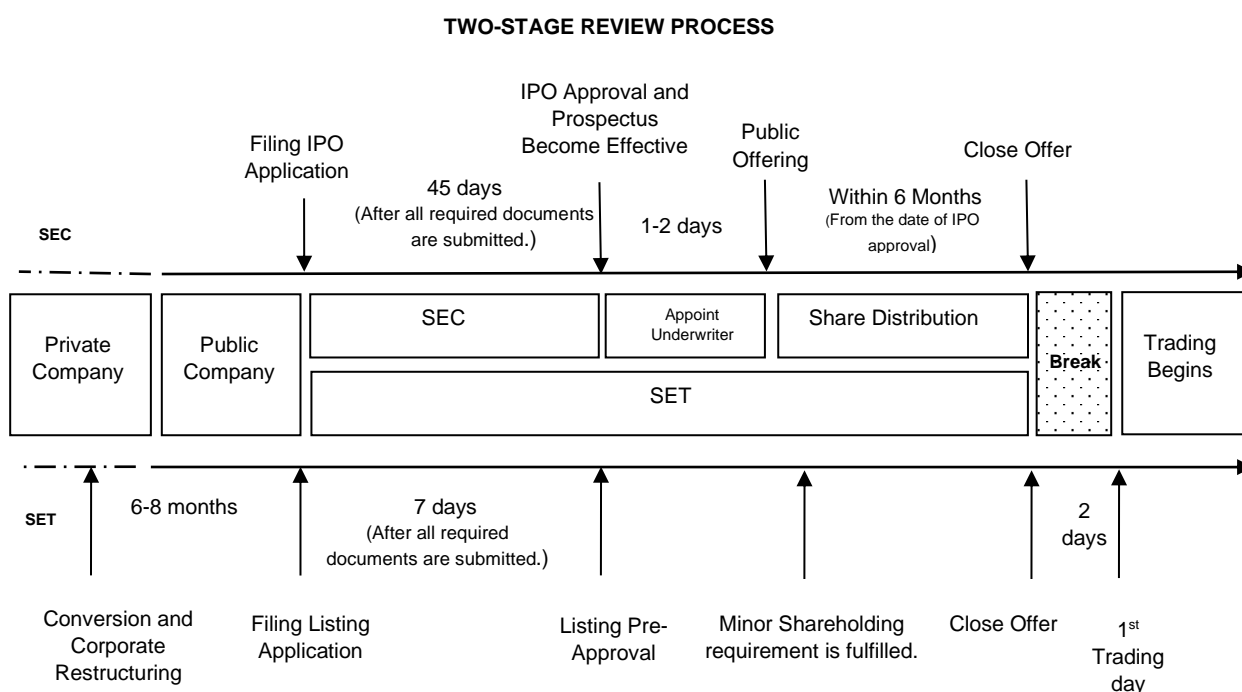 TWO-STAGE REVIEW PROCESS
IPO Approval and
Prospectus
Become Effective
Filing IPO
Application
Public
Offering
Close Offer
45 days
(After all required documents
are submitted.)
1-2 days
Within 6 Months
(From the date of IPO
approval)
SEC
Private
Company
Public
Company
SEC
Appoint
Underwriter
Share Distribution
SET
Break
Trading
Begins
SET
6-8 months
7 days
(After all required
documents are submitted.)
2
days
Conversion and
Corporate
Restructuring
Filing Listing
Application
Listing Pre-
Approval
Minor Shareholding
requirement is fulfilled.
Close Offer
1st
Trading
day